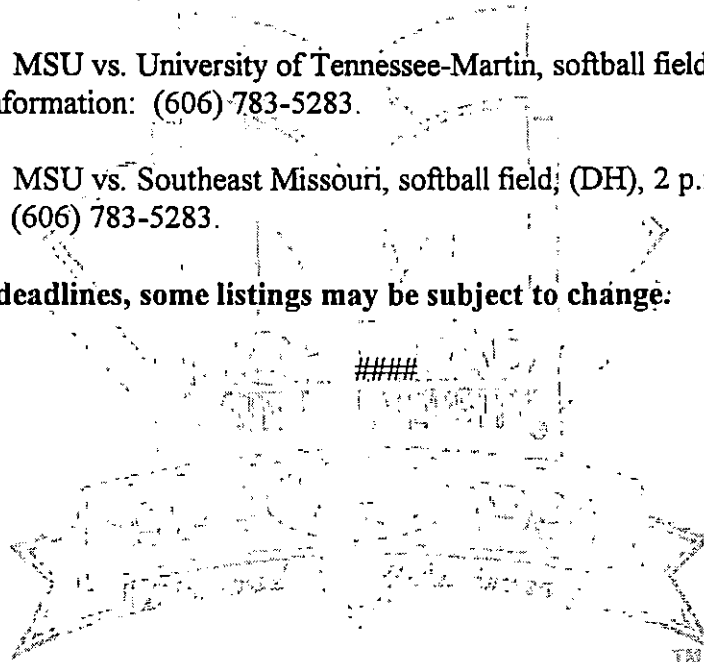 MSU vs. University of Tennessee-Martin, softball field
formation: (606) 783-5283.
MSU vs. Southeast Missouri, softball field, (DH), 2 p.
(606) 783-5283.
deadlines, some listings may be subject to change.
####
TM